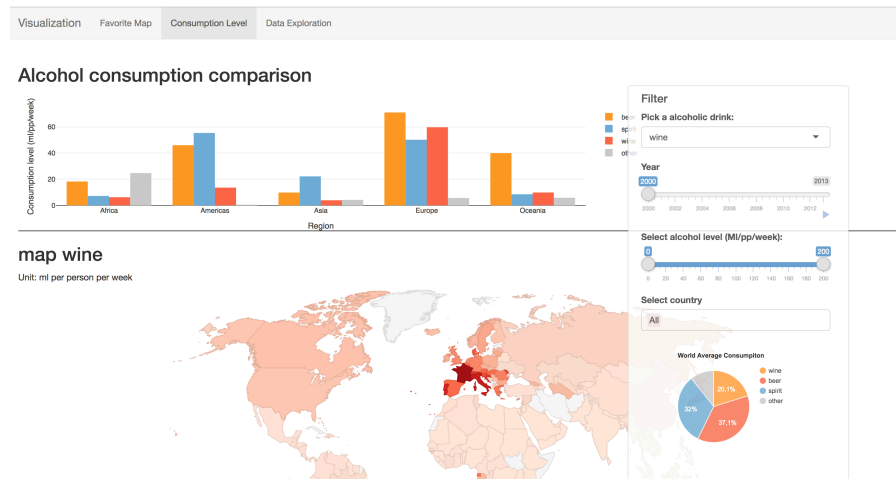 Visualization Favorite Map Consumption Level Data Exploration
Alcohol consumption comparison
Consumption level (ml/pp/week)
60
40
20
0
Africa Americas Asia Europe Oceania
Region
beer
spirit
wine
other
map wine
Unit: ml per person per week
Filter
Pick a alcoholic drink:
wine
Year
2000 2013
2000 2002 2004 2006 2008 2010 2012
Select alcohol level (Ml/pp/week):
0 200
0 20 40 60 80 100 120 140 160 180 200
Select country
All
World Average Consumpiton
20,1%
37,1%
32%
wine
beer
spirit
other